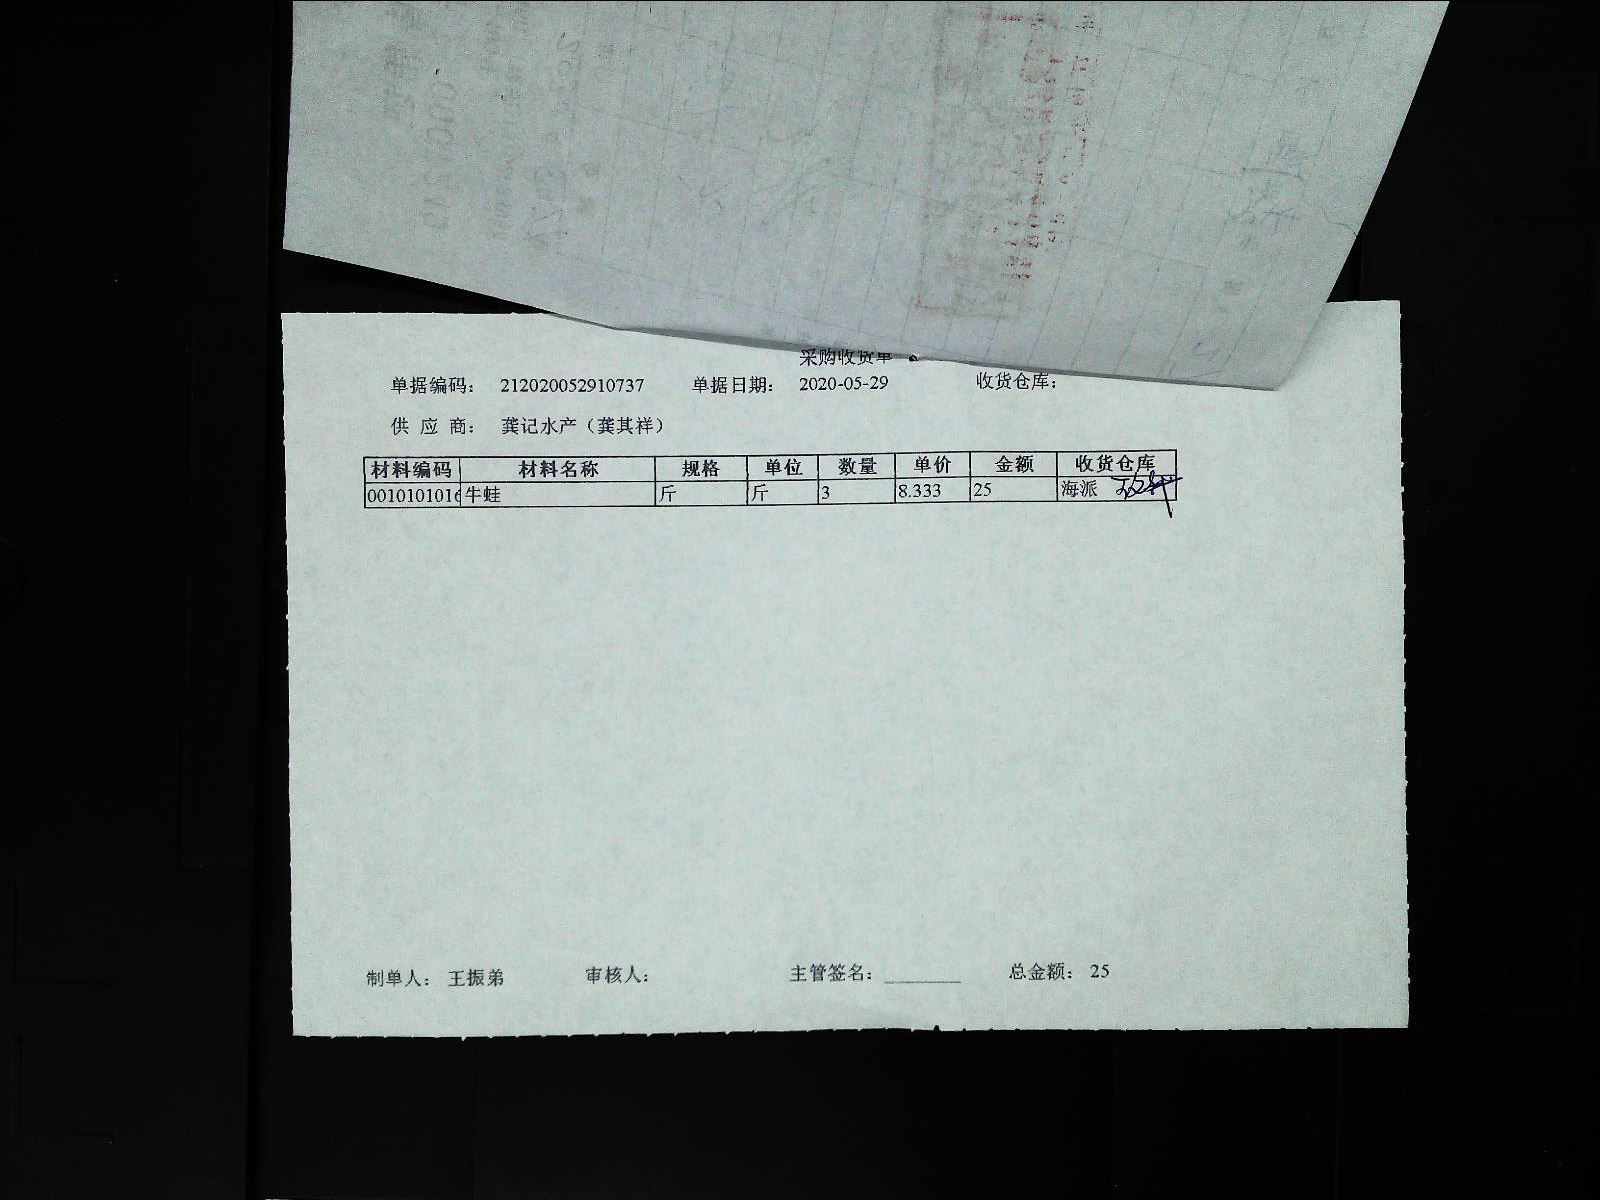 采购收货单
单据编码： 212020052910737 单据日期： 2020-05-29 收货仓库：
供 应 商： 龚记水产（龚其祥）
材料编码 材料名称 规格 单位 数量 单价 金额 收货仓库
0010101016 牛蛙 斤 斤 3 8.333 25 海派
制单人： 王振弟 审核人： 主管签名： ________ 总金额： 25